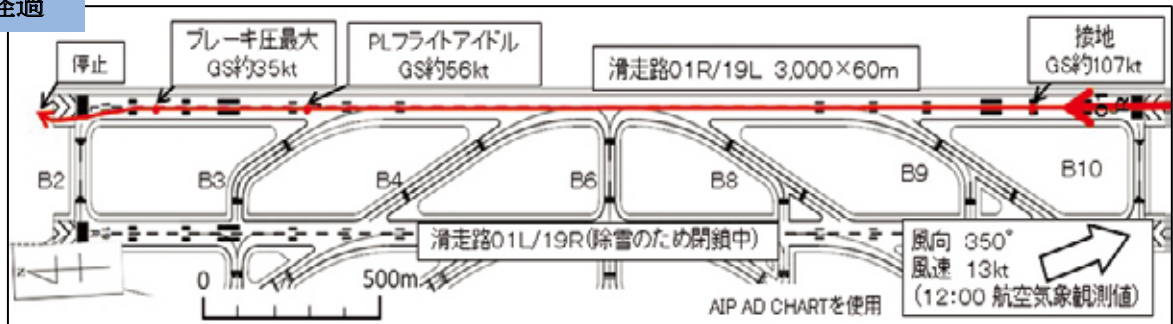 経過
停止
ブレーキ圧最大
GS約35kt
PLフライトアイドル
GS約56kt
滑走路01R/19L 3,000×60m
接地
GS約107kt
01
R
B2
B3
B4
B6
B8
B9
B10
滑走路01L/19R(除雪のため閉鎖中)
風向 350°
風速 13kt
(12:00 航空気象観測値)
N
0
500m
AIP AD CHARTを使用